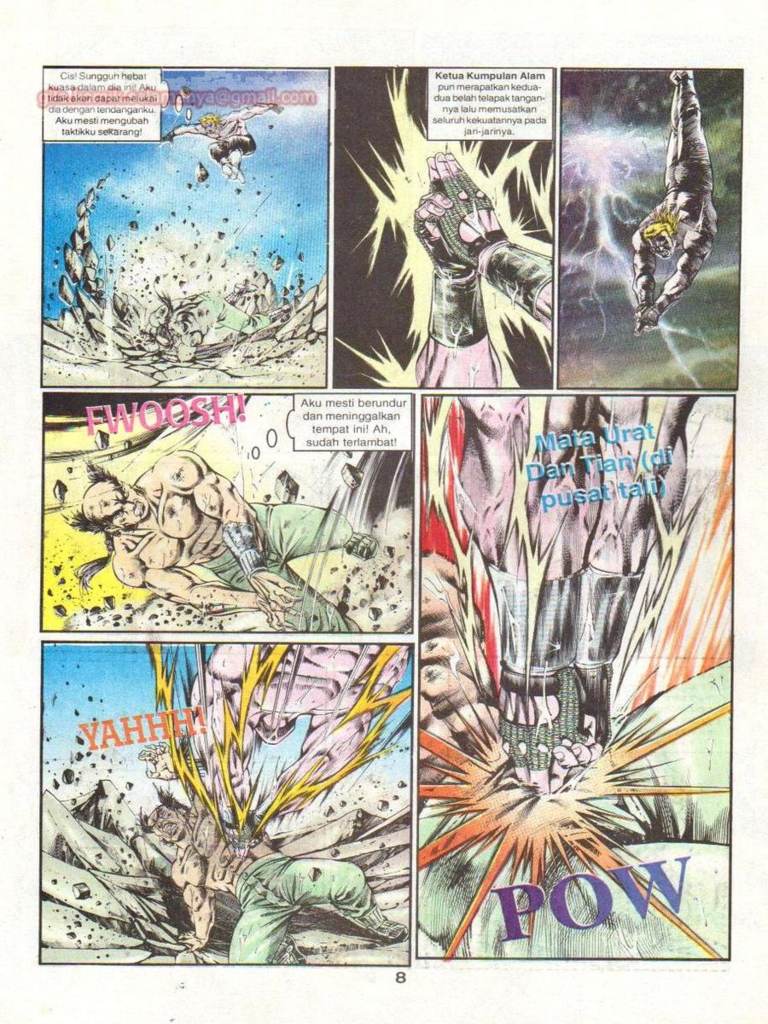 Cis! Sungguh hebat
kuasa dalam dia ini! Aku
tidak akan dapat melukai
dia dengan tendanganku.
Aku mesti mengubah
taktikku sekarang!
Ketua Kumpulan Alam
pun merapatkan kedua-
dua belah telapak tangan-
nya lalu memusatkan
seluruh kekuatannya pada
jari-jarinya.
FWOOSH!
Aku mesti berundur
dan meninggalkan
tempat ini! Ah,
sudah terlambat!
Mata Urat
Dan Tian (di
pusat tali)
YAHHH!
POW
8